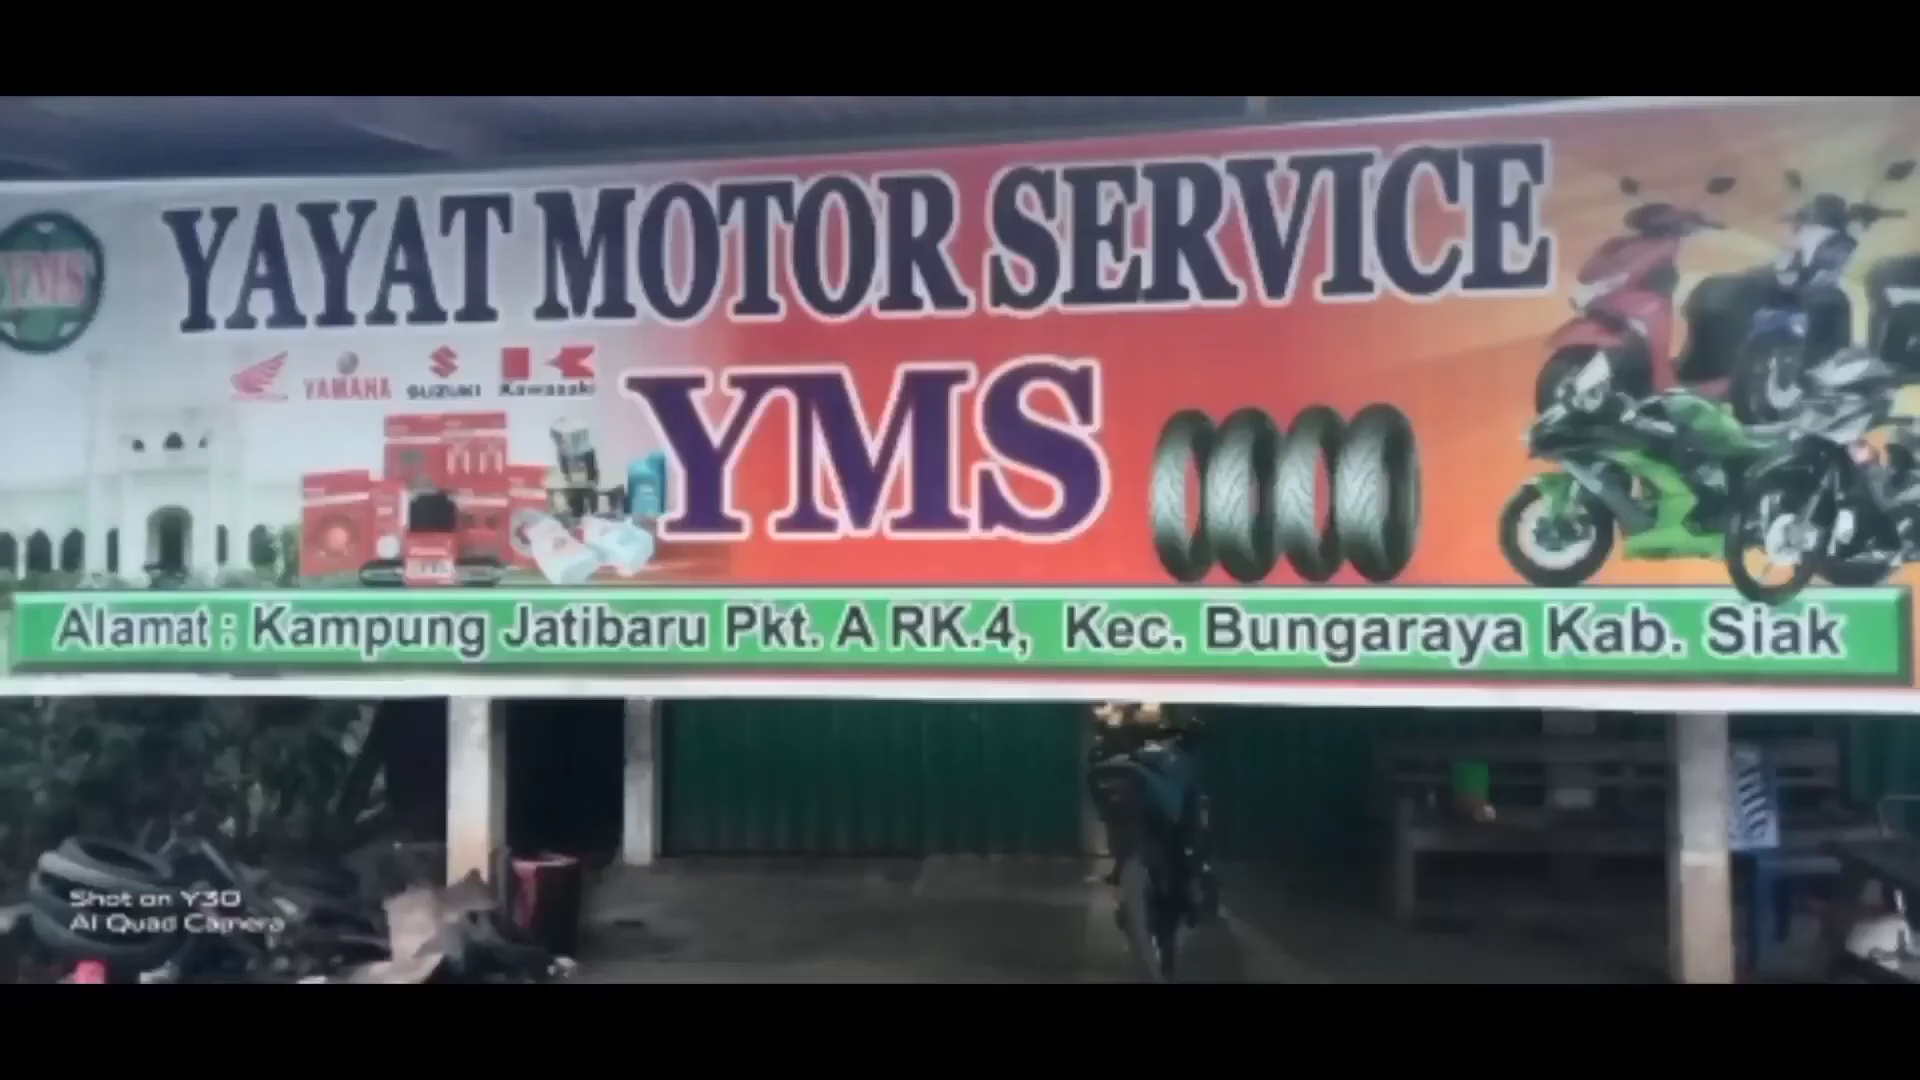 YAYAT MOTOR SERVICE
YMS
YAMAHA SUZUKI Kawasaki
YMS
Alamat : Kampung Jatibaru Pkt. A RK.4, Kec. Bungaraya Kab. Siak
Shot on Y30
AI Quad Camera